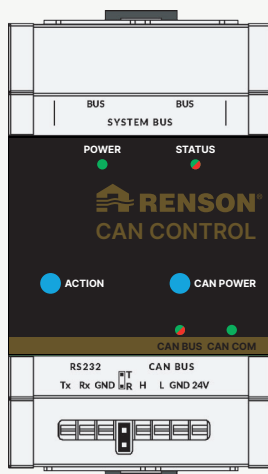 BUS BUS
SYSTEM BUS
POWER STATUS
RENSON®
CAN CONTROL
ACTION CAN POWER
CAN BUS CAN COM
RS232 CAN BUS
T
Tx Rx GND R H L GND 24V